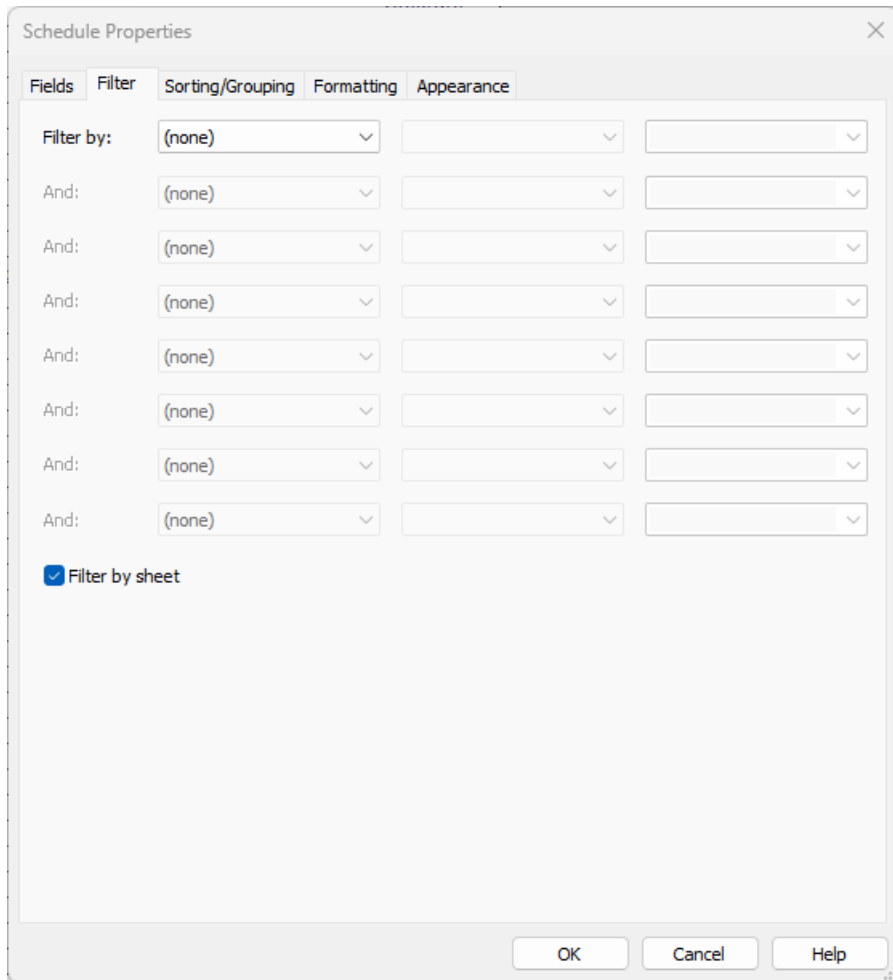 Schedule Properties
Fields Filter Sorting/Grouping Formatting Appearance
Filter by: (none)
And: (none)
And: (none)
And: (none)
And: (none)
And: (none)
And: (none)
And: (none)
Filter by sheet
OK Cancel Help